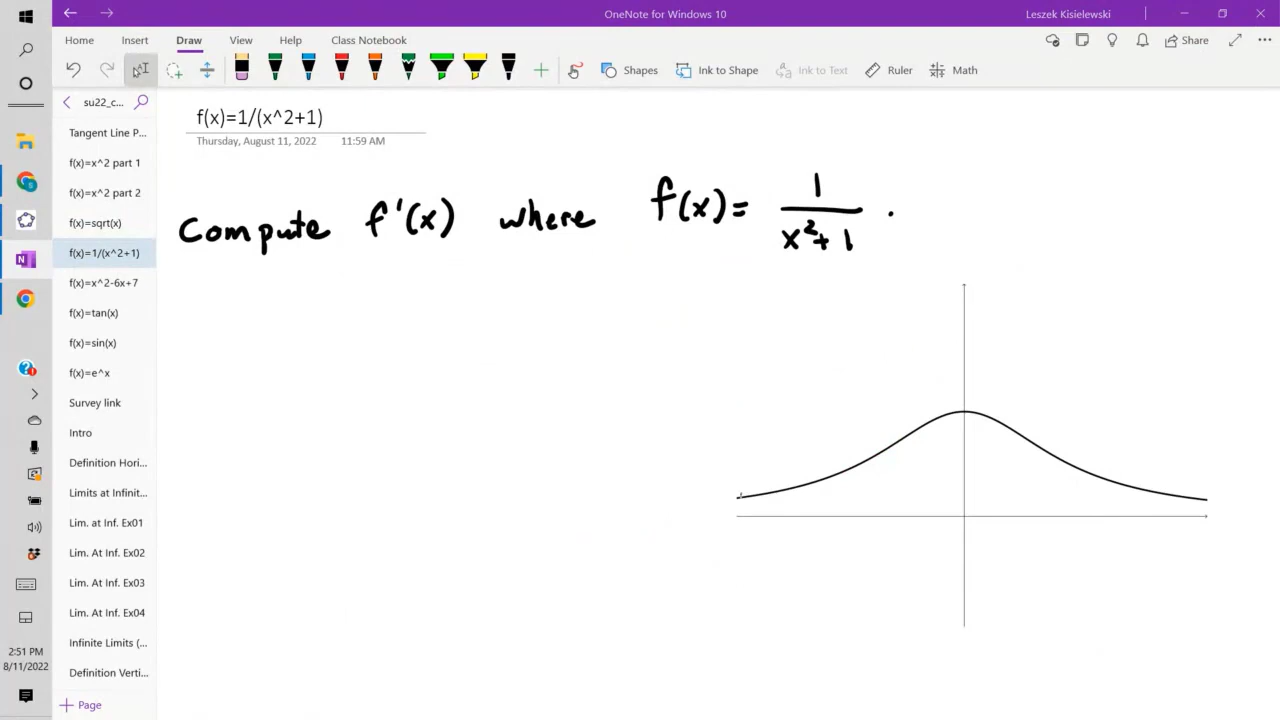 OneNote for Windows 10
Leszek Kisielewski
Home Insert Draw View Help Class Notebook
Share
Shapes Ink to Shape Ink to Text Ruler Math
su22_c...
Tangent Line P...
f(x)=x^2 part 1
f(x)=x^2 part 2
f(x)=sqrt(x)
f(x)=1/(x^2+1)
f(x)=x^2-6x+7
f(x)=tan(x)
f(x)=sin(x)
f(x)=e^x
Survey link
Intro
Definition Hori...
Limits at Infinit...
Lim. at Inf. Ex01
Lim. At Inf. Ex02
Lim. At Inf. Ex03
Lim. At Inf. Ex04
Infinite Limits (...
Definition Verti...
Page
f(x)=1/(x^2+1)
Thursday, August 11, 2022 11:59 AM
Compute f'(x) where f(x)= 1/(x²+1) .
2:51 PM
8/11/2022